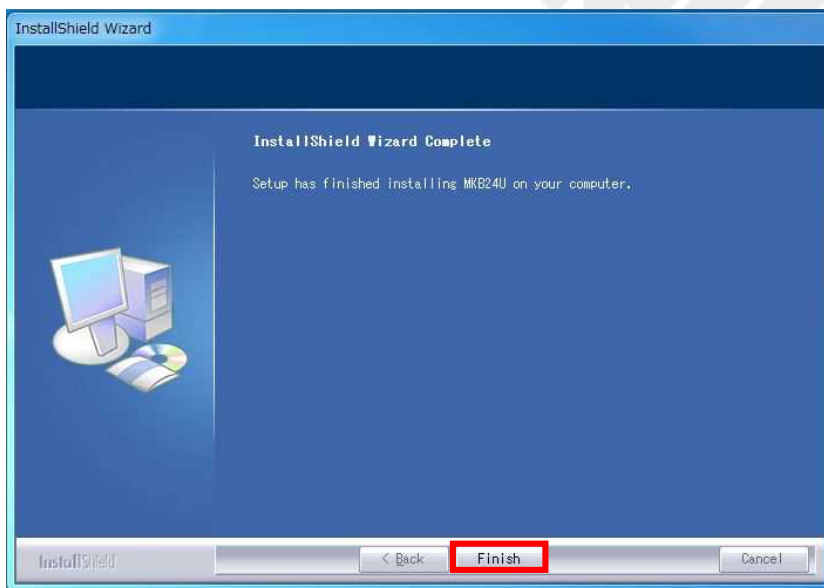 InstallShield Wizard
InstallShield Wizard Complete
Setup has finished installing MKB24U on your computer.
InstallShield
< Back
Finish
Cancel